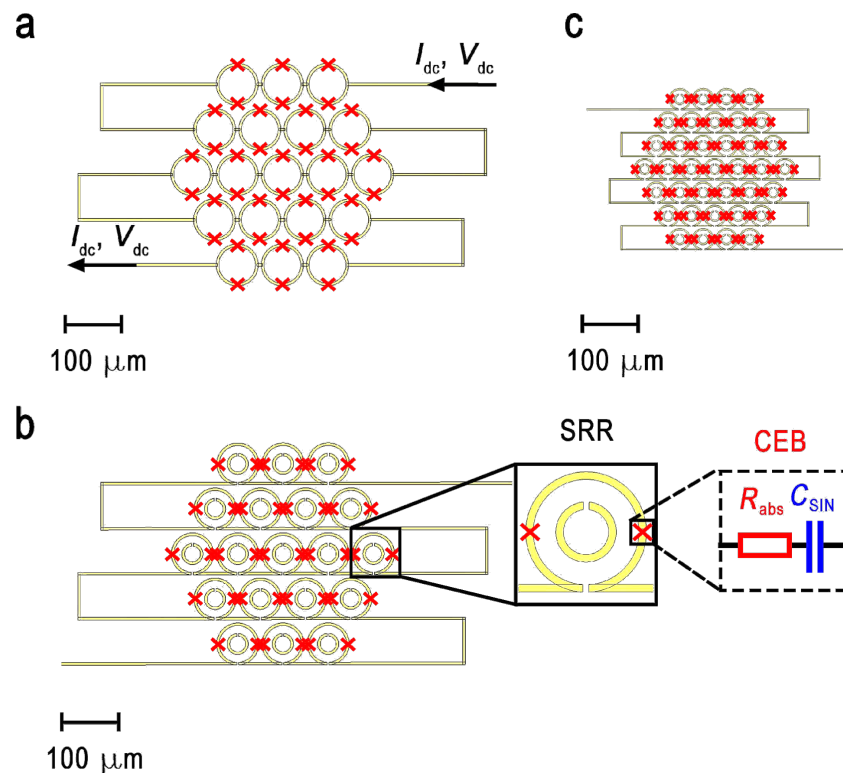 a
I_dc, V_dc
I_dc, V_dc
100 μm
c
100 μm
b
SRR
CEB
R_abs C_SIN
100 μm